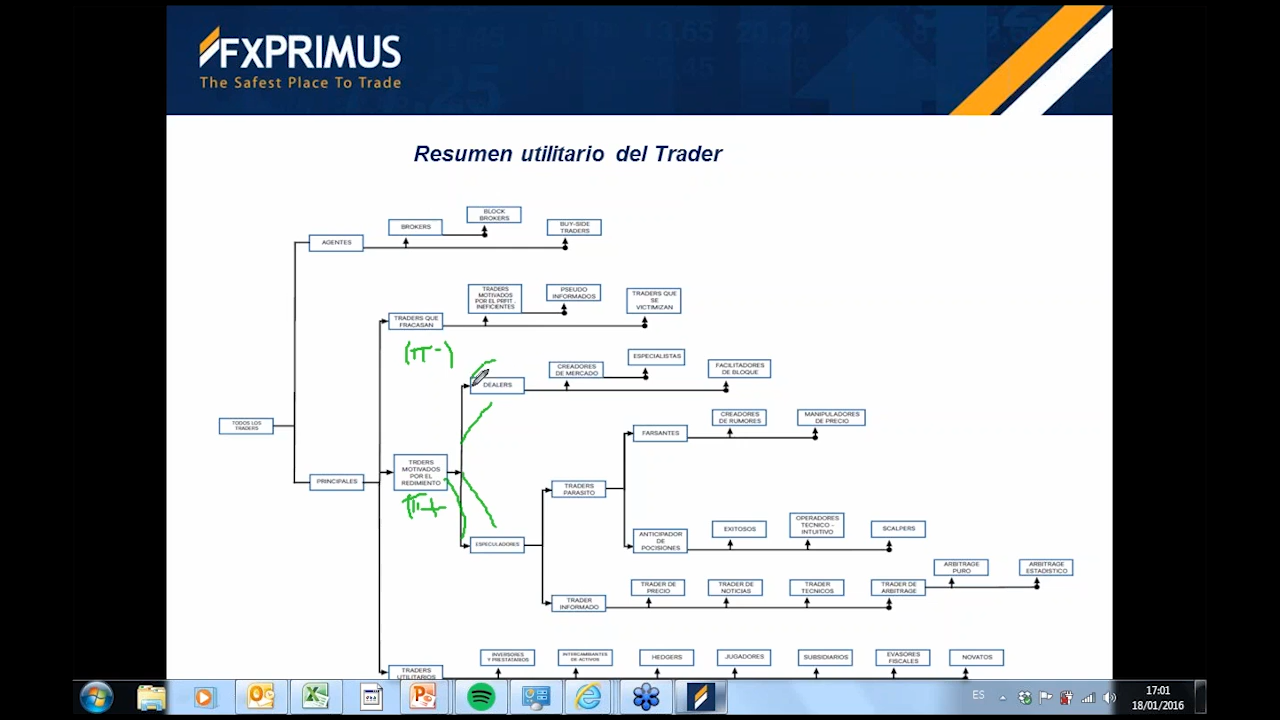 FXPRIMUS
The Safest Place To Trade
Resumen utilitario del Trader
BLOCK
BROKERS
BROKERS
BUY-SIDE
TRADERS
AGENTES
TRADERS
MOTIVADOS
POR EL PRFIT -
INEFICIENTES
PSEUDO
INFORMADOS
TRADERS QUE
SE
VICTIMIZAN
TRADERS QUE
FRACASAN
(π-)
ESPECIALISTAS
CREADORES
DE MERCADO
FACILITADORES
DE BLOQUE
DEALERS
CREADORES
DE RUMORES
MANIPULADORES
DE PRECIO
TODOS LOS
TRADERS
FARSANTES
TRDERS
MOTIVADOS
POR EL
REDIMIENTO
PRINCIPALES
TRADERS
PARASITO
π+
EXITOSOS
OPERADORES
TECNICO -
INTUITIVO
SCALPERS
ESPECULADORES
ANTICIPADOR
DE
POCISIONES
ARBITRAGE
PURO
ARBITRAGE
ESTADISTICO
TRADER DE
PRECIO
TRADER DE
NOTICIAS
TRADER
TECNICOS
TRADER DE
ARBITRAGE
TRADER
INFORMADO
INVERSORES
Y PRESTATARIOS
INTERCAMBIANTES
DE ACTIVOS
HEDGERS
JUGADORES
SUBSIDIARIOS
EVASORES
FISCALES
NOVATOS
TRADERS
UTILITARIOS
ES
17:01
18/01/2016